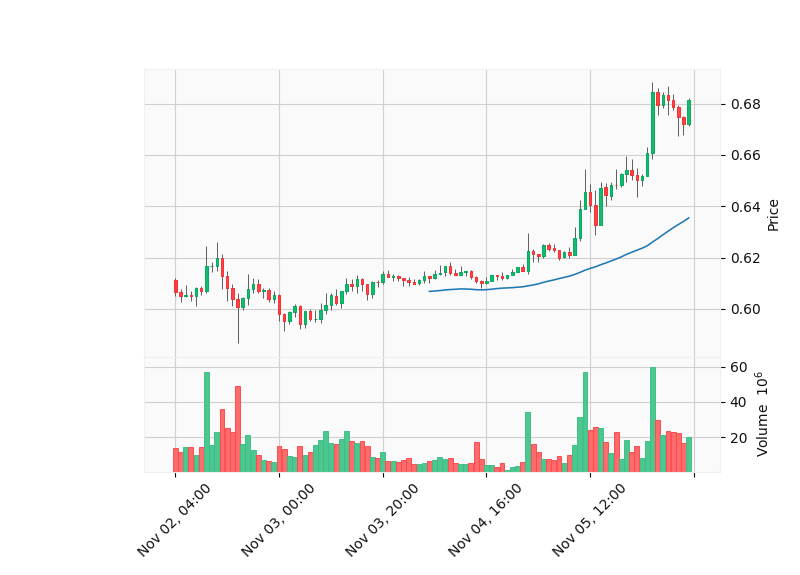 0.68
0.66
0.64
0.62
0.60
Price
60
40
20
Volume 10^6
Nov 02, 04:00
Nov 03, 00:00
Nov 03, 20:00
Nov 04, 16:00
Nov 05, 12:00